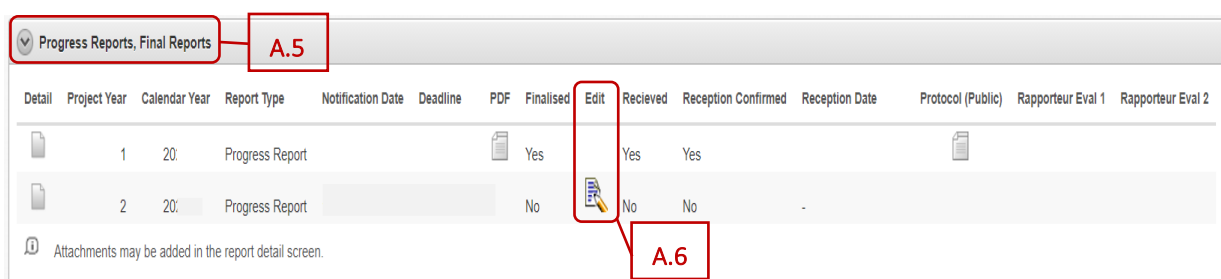 Progress Reports, Final Reports A.5
Detail Project Year Calendar Year Report Type Notification Date Deadline PDF Finalised Edit Recieved Reception Confirmed Reception Date Protocol (Public) Rapporteur Eval 1 Rapporteur Eval 2
1 Progress Report Yes Yes Yes
2 Progress Report No No No -
Attachments may be added in the report detail screen.
A.6